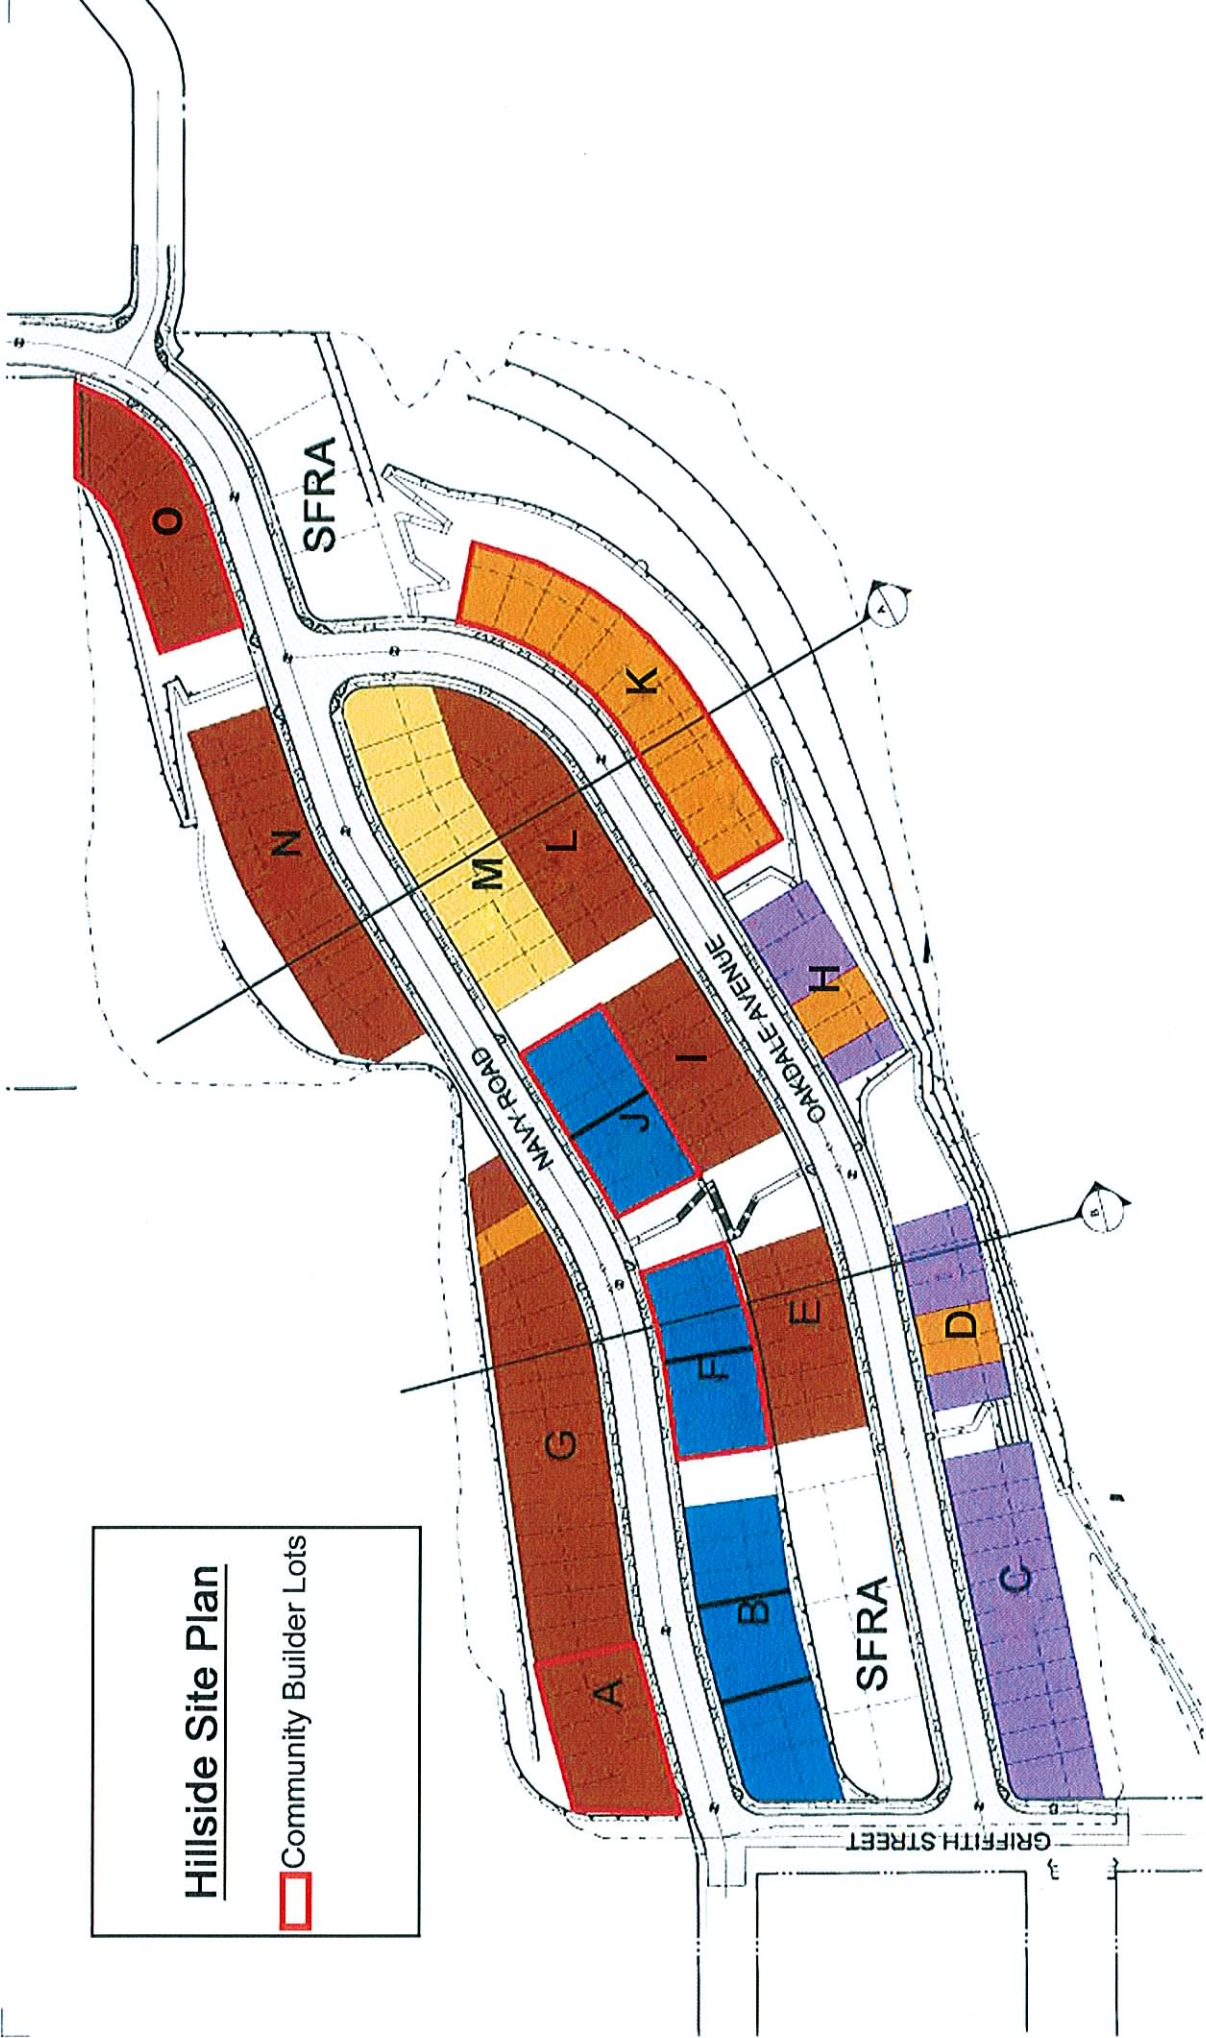 Hillside Site Plan
Community Builder Lots
O
SFRA
K
N
M
L
H
NAVY ROAD
OAKDALE AVENUE
J
I
A
G
F
E
D
B
A
B
SFRA
C
GRIFFITH STREET